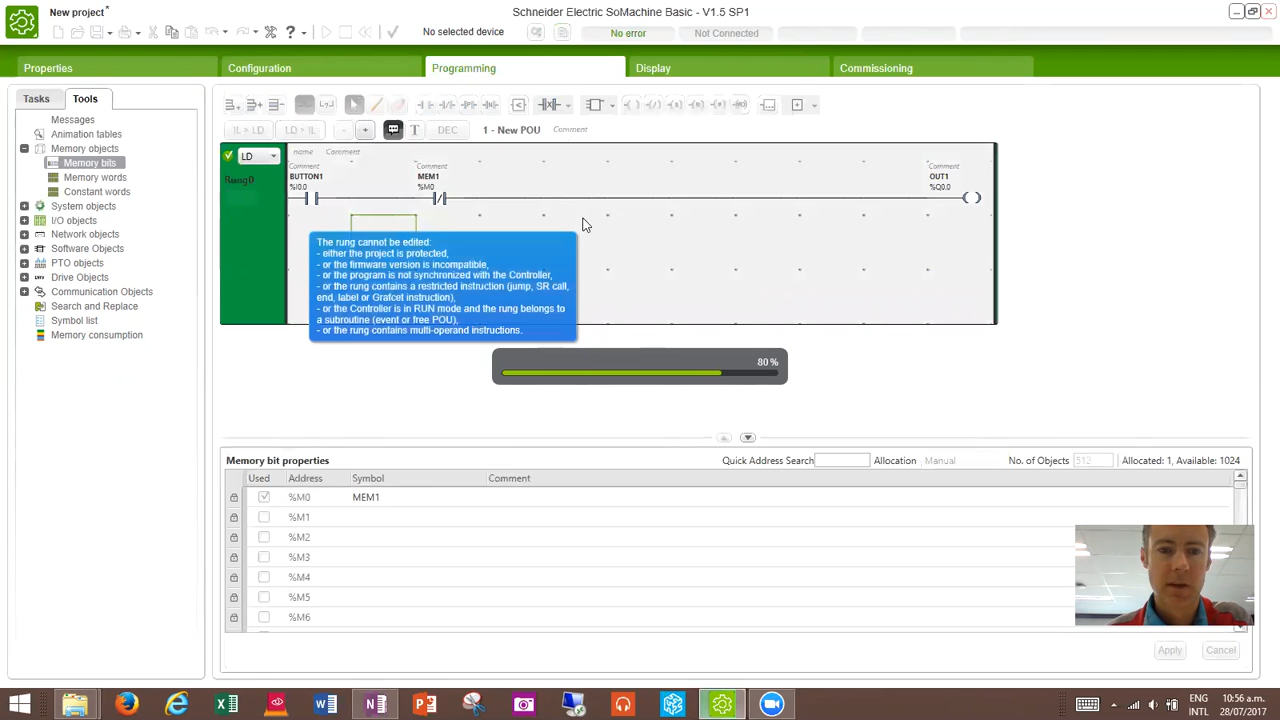 New project*
Schneider Electric SoMachine Basic - V1.5 SP1
No selected device
No error
Not Connected
Properties
Configuration
Programming
Display
Commissioning
Tasks
Tools
Messages
Animation tables
Memory objects
Memory bits
Memory words
Constant words
System objects
I/O objects
Network objects
Software Objects
PTO objects
Drive Objects
Communication Objects
Search and Replace
Symbol list
Memory consumption
IL > LD
LD > IL
-
+
T
DEC
1 - New POU
Comment
LD
name
Comment
Rung0
Comment
BUTTON1
%I0.0
Comment
MEM1
%M0
Comment
OUT1
%Q0.0
The rung cannot be edited:
- either the project is protected,
- or the firmware version is incompatible,
- or the program is not synchronized with the Controller,
- or the rung contains a restricted instruction (jump, SR call,
end, label or Grafcet instruction),
- or the Controller is in RUN mode and the rung belongs to
a subroutine (event or free POU),
- or the rung contains multi-operand instructions.
80 %
Memory bit properties
Quick Address Search
Allocation
Manual
No. of Objects
512
Allocated: 1, Available: 1024
Used
Address
Symbol
Comment
%M0
MEM1
%M1
%M2
%M3
%M4
%M5
%M6
Apply
Cancel
ENG
INTL
10:56 a.m.
28/07/2017